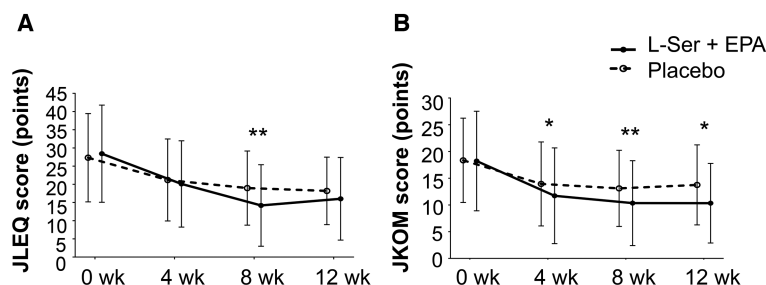 A
JLEQ score (points)
45
40
35
30
25
20
15
10
5
0
**
0 wk
4 wk
8 wk
12 wk
B
L-Ser + EPA
Placebo
JKOM score (points)
30
25
20
15
10
5
0
*
**
*
0 wk
4 wk
8 wk
12 wk